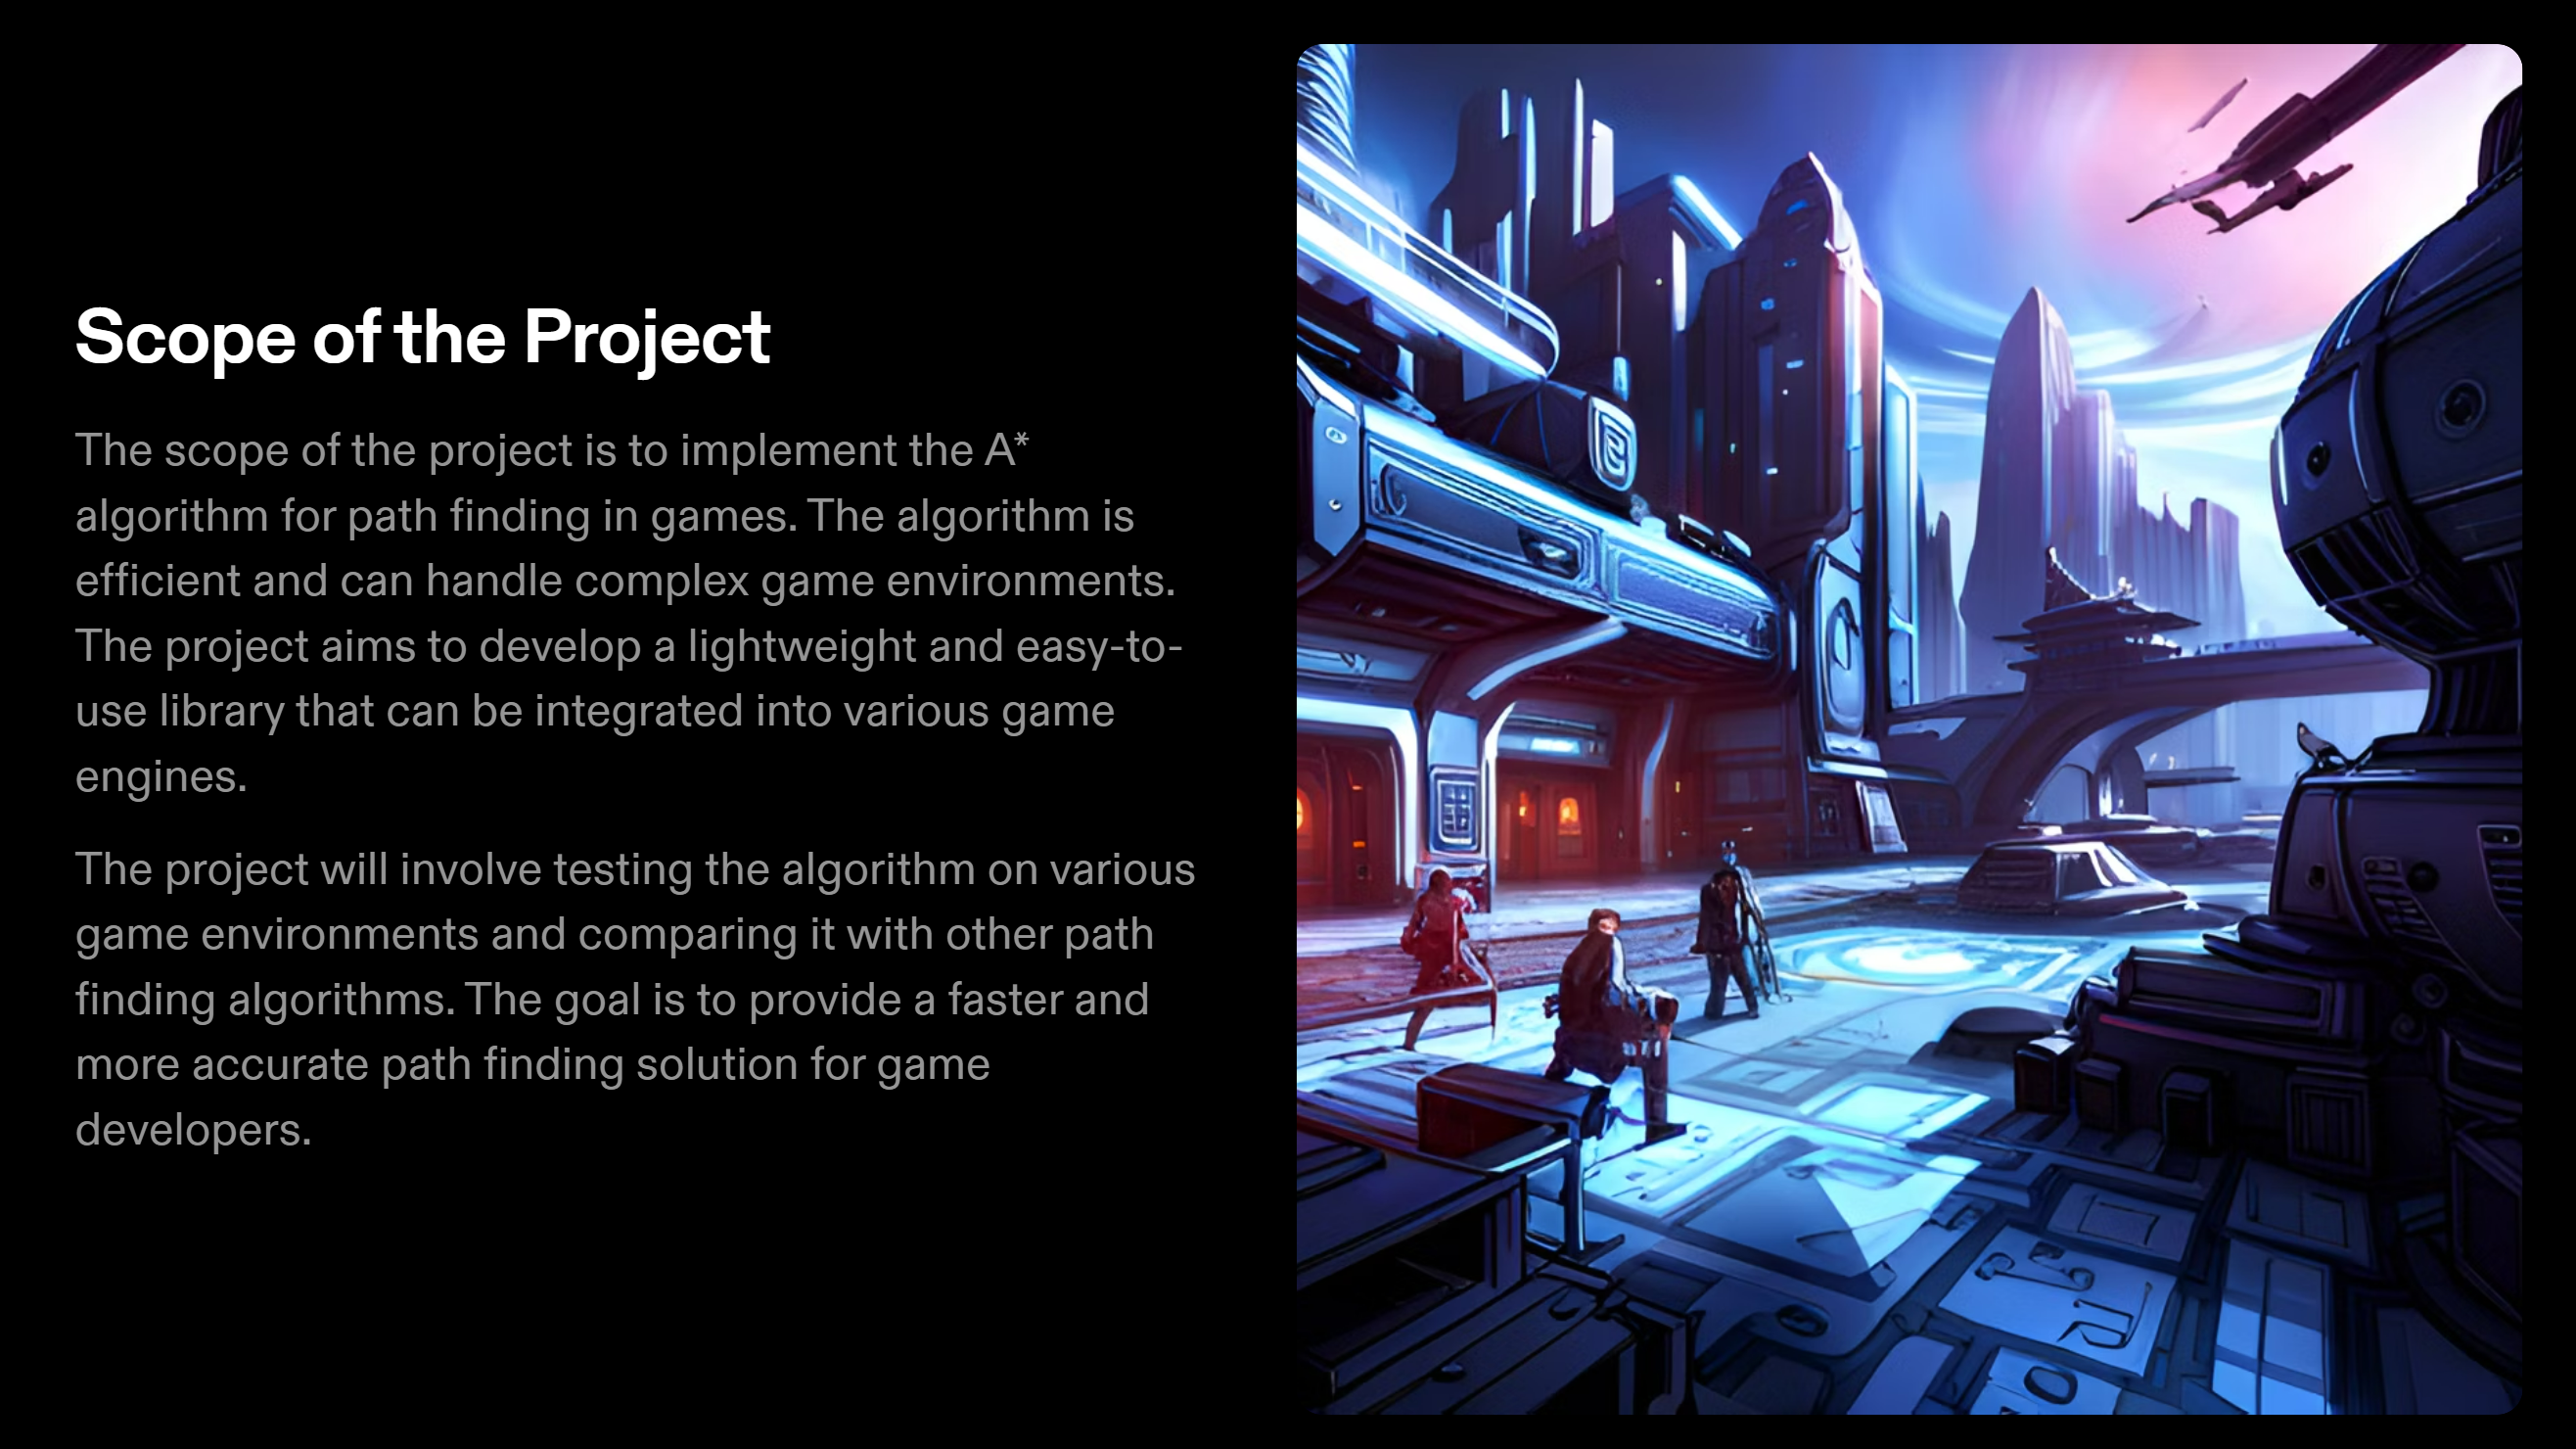 Scope of the Project
The scope of the project is to implement the A*
algorithm for path finding in games. The algorithm is
efficient and can handle complex game environments.
The project aims to develop a lightweight and easy-to-
use library that can be integrated into various game
engines.
The project will involve testing the algorithm on various
game environments and comparing it with other path
finding algorithms. The goal is to provide a faster and
more accurate path finding solution for game
developers.